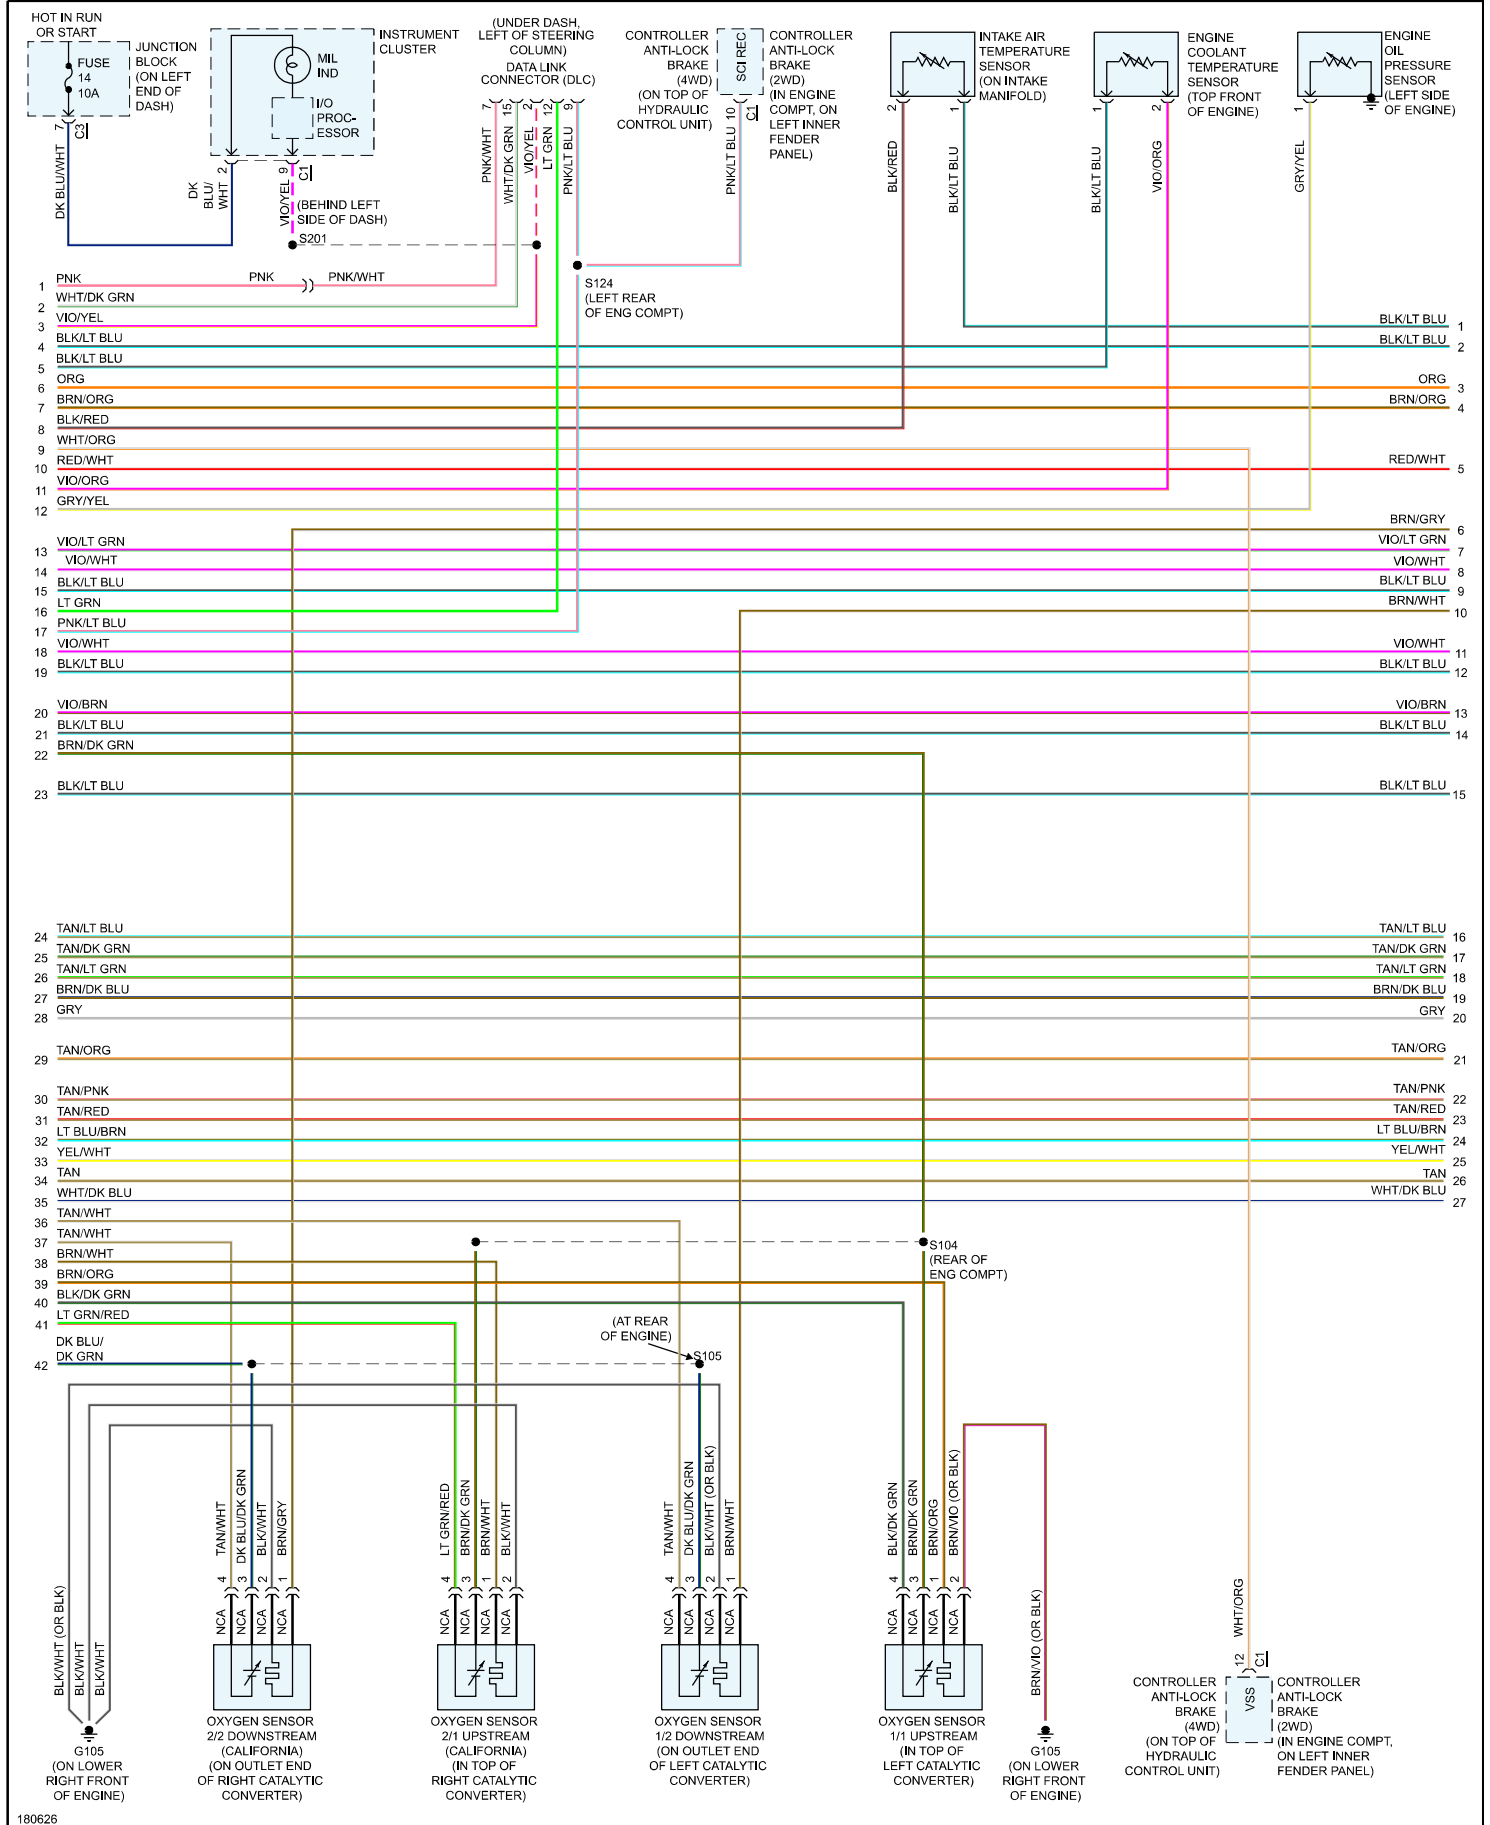 HOT IN RUN
OR START
FUSE
14
10A
JUNCTION
BLOCK
(ON LEFT
END OF
DASH)
7
C3
DK BLU/WHT
MIL
IND
I/O
PROC-
ESSOR
INSTRUMENT
CLUSTER
2
DK
BLU/
WHT
9
C1
VIO/YEL
(BEHIND LEFT
SIDE OF DASH)
S201
(UNDER DASH,
LEFT OF STEERING
COLUMN)
DATA LINK
CONNECTOR (DLC)
7
15
2
12
9
PNK/WHT
WHT/DK GRN
VIO/YEL
LT GRN
PNK/LT BLU
S124
(LEFT REAR
OF ENG COMPT)
CONTROLLER
ANTI-LOCK
BRAKE
(4WD)
(ON TOP OF
HYDRAULIC
CONTROL UNIT)
SCI REC
10
C1
PNK/LT BLU
CONTROLLER
ANTI-LOCK
BRAKE
(2WD)
(IN ENGINE
COMPT, ON
LEFT INNER
FENDER
PANEL)
INTAKE AIR
TEMPERATURE
SENSOR
(ON INTAKE
MANIFOLD)
2
1
BLK/RED
BLK/LT BLU
ENGINE
COOLANT
TEMPERATURE
SENSOR
(TOP FRONT
OF ENGINE)
1
2
BLK/LT BLU
VIO/ORG
ENGINE
OIL
PRESSURE
SENSOR
(LEFT SIDE
OF ENGINE)
1
GRY/YEL
1 PNK PNK PNK/WHT
2 WHT/DK GRN
3 VIO/YEL BLK/LT BLU 1
4 BLK/LT BLU BLK/LT BLU 2
5 BLK/LT BLU
6 ORG ORG 3
7 BRN/ORG BRN/ORG 4
8 BLK/RED
9 WHT/ORG
10 RED/WHT RED/WHT 5
11 VIO/ORG
12 GRY/YEL
BRN/GRY 6
13 VIO/LT GRN VIO/LT GRN 7
14 VIO/WHT VIO/WHT 8
15 BLK/LT BLU BLK/LT BLU 9
16 LT GRN BRN/WHT 10
17 PNK/LT BLU
18 VIO/WHT VIO/WHT 11
19 BLK/LT BLU BLK/LT BLU 12
20 VIO/BRN VIO/BRN 13
21 BLK/LT BLU BLK/LT BLU 14
22 BRN/DK GRN
23 BLK/LT BLU BLK/LT BLU 15
24 TAN/LT BLU TAN/LT BLU 16
25 TAN/DK GRN TAN/DK GRN 17
26 TAN/LT GRN TAN/LT GRN 18
27 BRN/DK BLU BRN/DK BLU 19
28 GRY GRY 20
29 TAN/ORG TAN/ORG 21
30 TAN/PNK TAN/PNK 22
31 TAN/RED TAN/RED 23
32 LT BLU/BRN LT BLU/BRN 24
33 YEL/WHT YEL/WHT 25
34 TAN TAN 26
35 WHT/DK BLU WHT/DK BLU 27
36 TAN/WHT
37 TAN/WHT
38 BRN/WHT
39 BRN/ORG
40 BLK/DK GRN
41 LT GRN/RED
DK BLU/
42 DK GRN
S104
(REAR OF
ENG COMPT)
(AT REAR
OF ENGINE)
S105
BLK/WHT (OR BLK)
BLK/WHT
BLK/WHT
G105
(ON LOWER
RIGHT FRONT
OF ENGINE)
TAN/WHT
DK BLU/DK GRN
BLK/WHT
BRN/GRY
4
3
2
1
NCA
NCA
NCA
NCA
OXYGEN SENSOR
2/2 DOWNSTREAM
(CALIFORNIA)
(ON OUTLET END
OF RIGHT CATALYTIC
CONVERTER)
LT GRN/RED
BRN/DK GRN
BRN/WHT
BLK/WHT
4
3
1
2
NCA
NCA
NCA
NCA
OXYGEN SENSOR
2/1 UPSTREAM
(CALIFORNIA)
(IN TOP OF
RIGHT CATALYTIC
CONVERTER)
TAN/WHT
DK BLU/DK GRN
BLK/WHT (OR BLK)
BRN/WHT
4
3
2
1
NCA
NCA
NCA
NCA
OXYGEN SENSOR
1/2 DOWNSTREAM
(ON OUTLET END
OF LEFT CATALYTIC
CONVERTER)
BLK/DK GRN
BRN/DK GRN
BRN/ORG
BRN/VIO (OR BLK)
4
3
1
2
NCA
NCA
NCA
NCA
OXYGEN SENSOR
1/1 UPSTREAM
(IN TOP OF
LEFT CATALYTIC
CONVERTER)
BRN/VIO (OR BLK)
G105
(ON LOWER
RIGHT FRONT
OF ENGINE)
WHT/ORG
12
C1
VSS
CONTROLLER
ANTI-LOCK
BRAKE
(4WD)
(ON TOP OF
HYDRAULIC
CONTROL UNIT)
CONTROLLER
ANTI-LOCK
BRAKE
(2WD)
(IN ENGINE COMPT,
ON LEFT INNER
FENDER PANEL)
180626